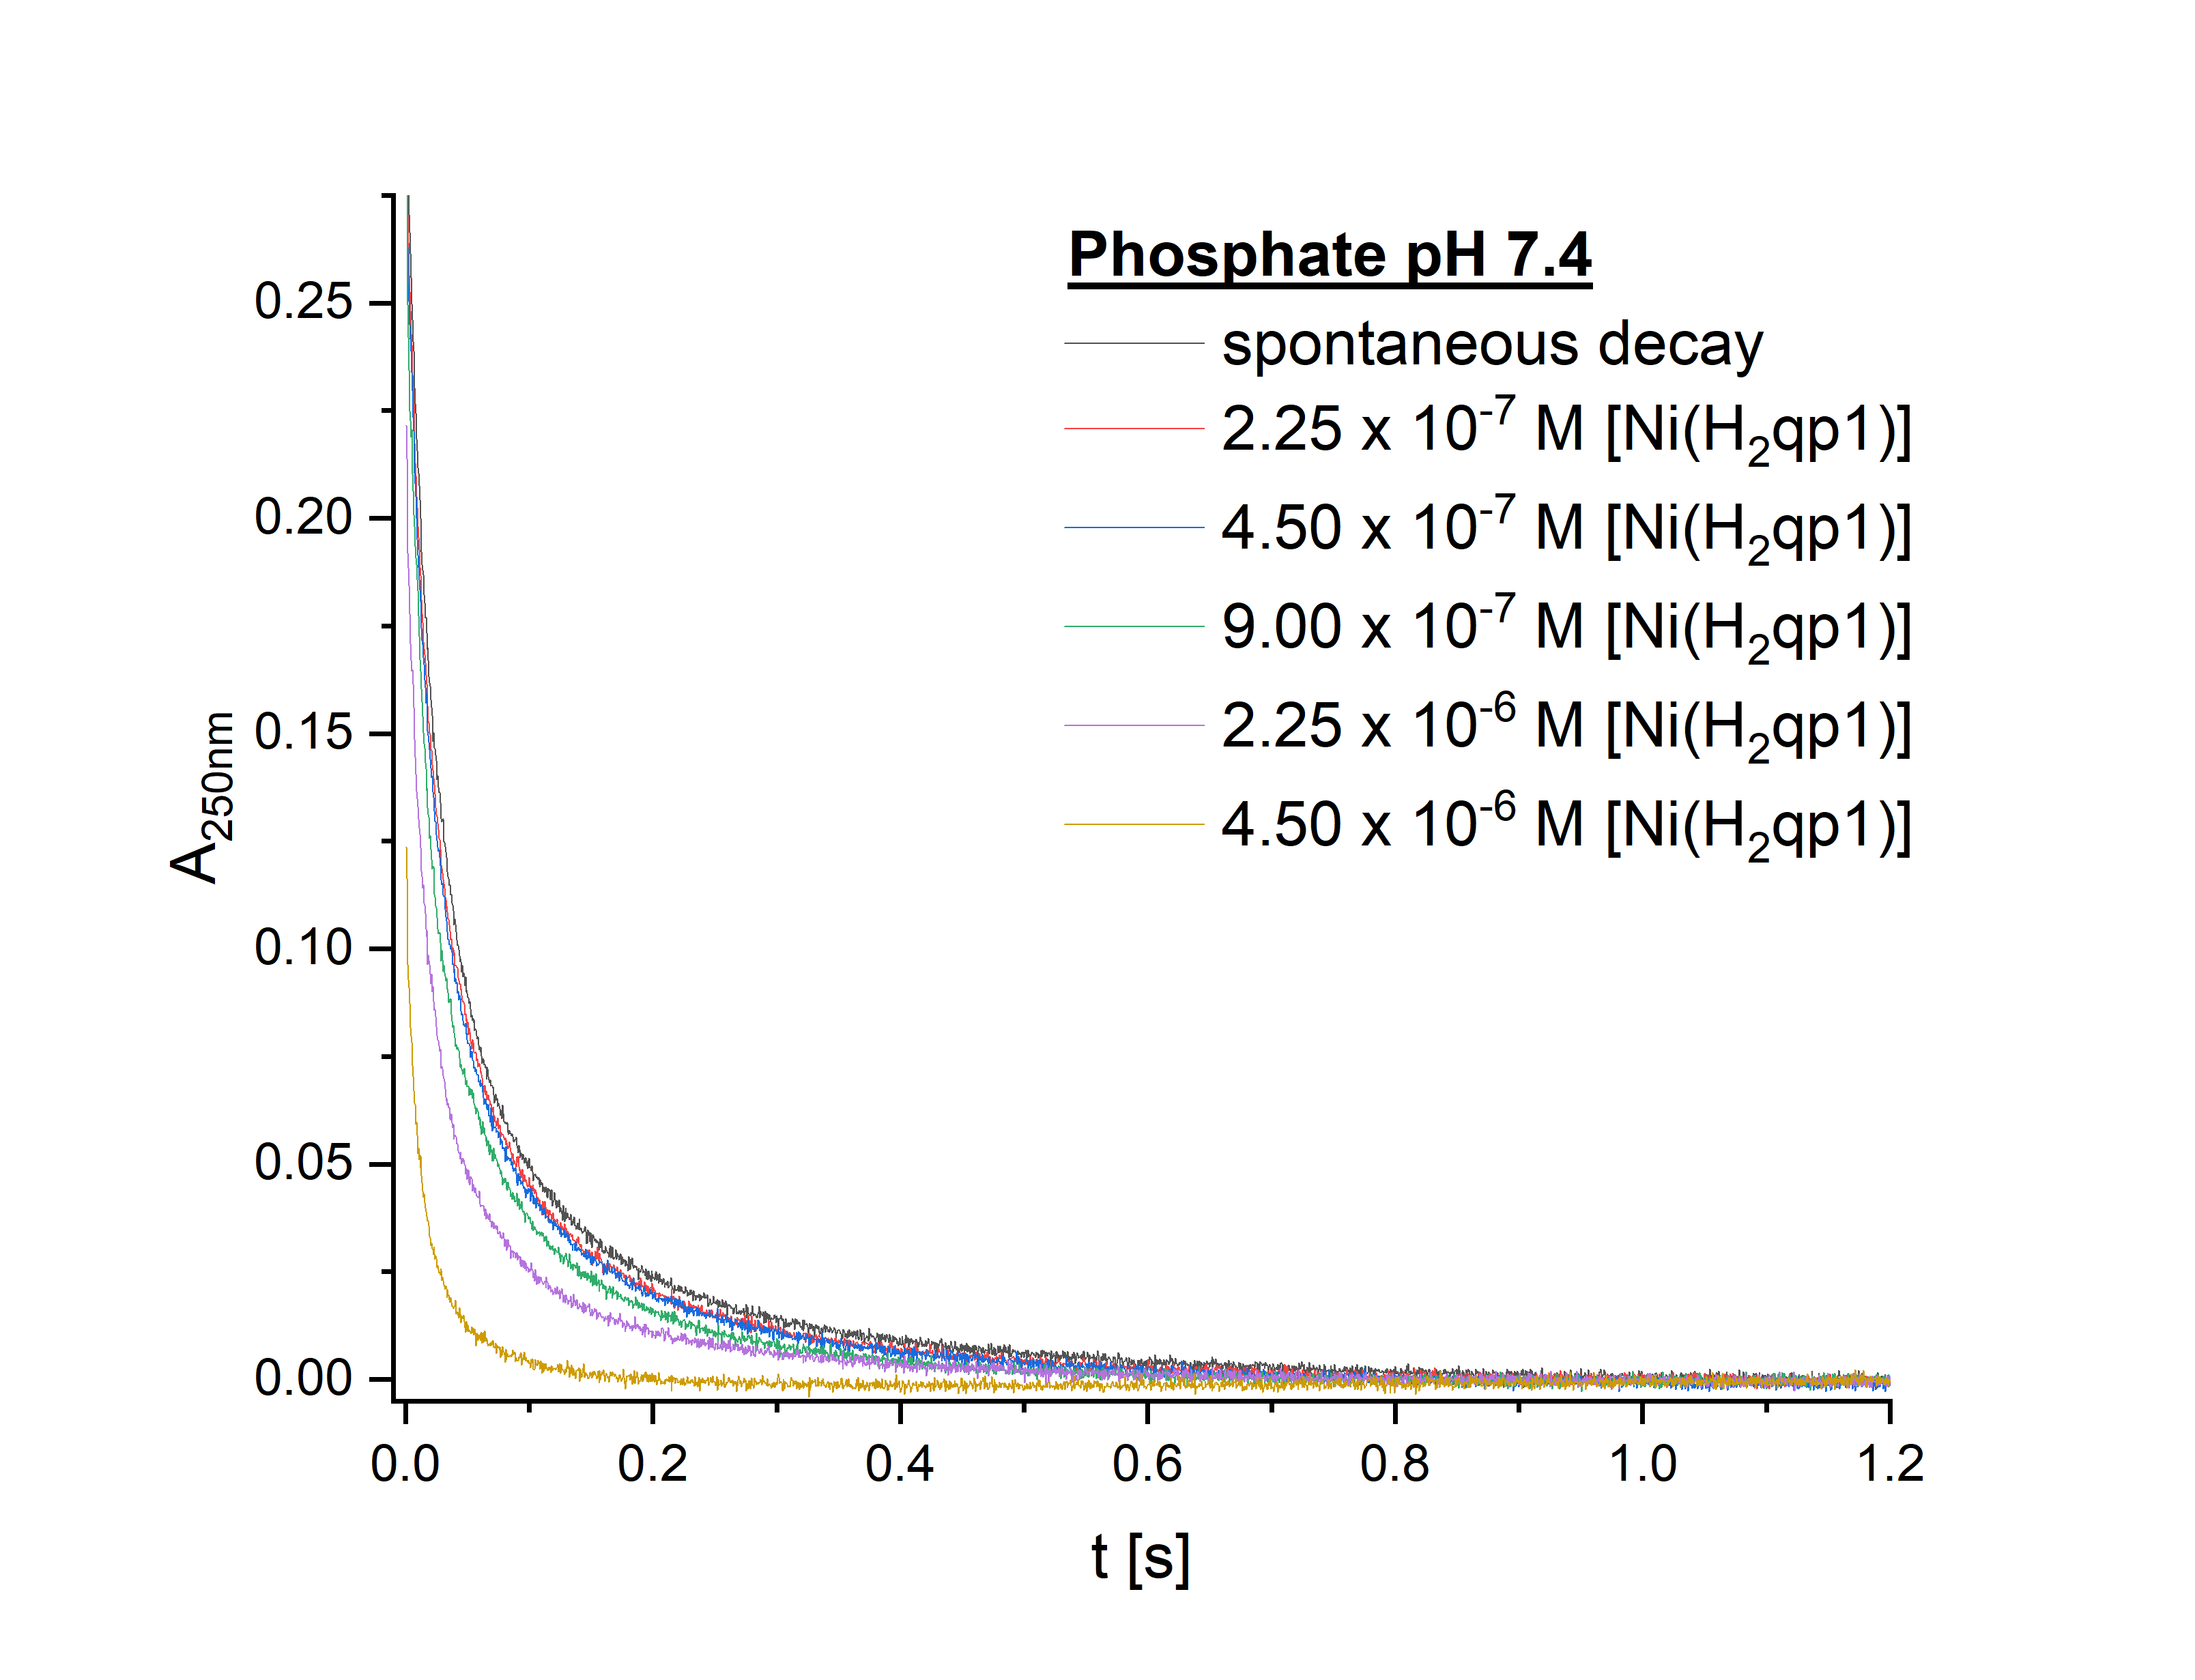 Phosphate pH 7.4
spontaneous decay
2.25 x 10⁻⁷ M [Ni(H₂qp1)]
4.50 x 10⁻⁷ M [Ni(H₂qp1)]
9.00 x 10⁻⁷ M [Ni(H₂qp1)]
2.25 x 10⁻⁶ M [Ni(H₂qp1)]
4.50 x 10⁻⁶ M [Ni(H₂qp1)]
A250nm
0.25
0.20
0.15
0.10
0.05
0.00
0.0 0.2 0.4 0.6 0.8 1.0 1.2
t [s]